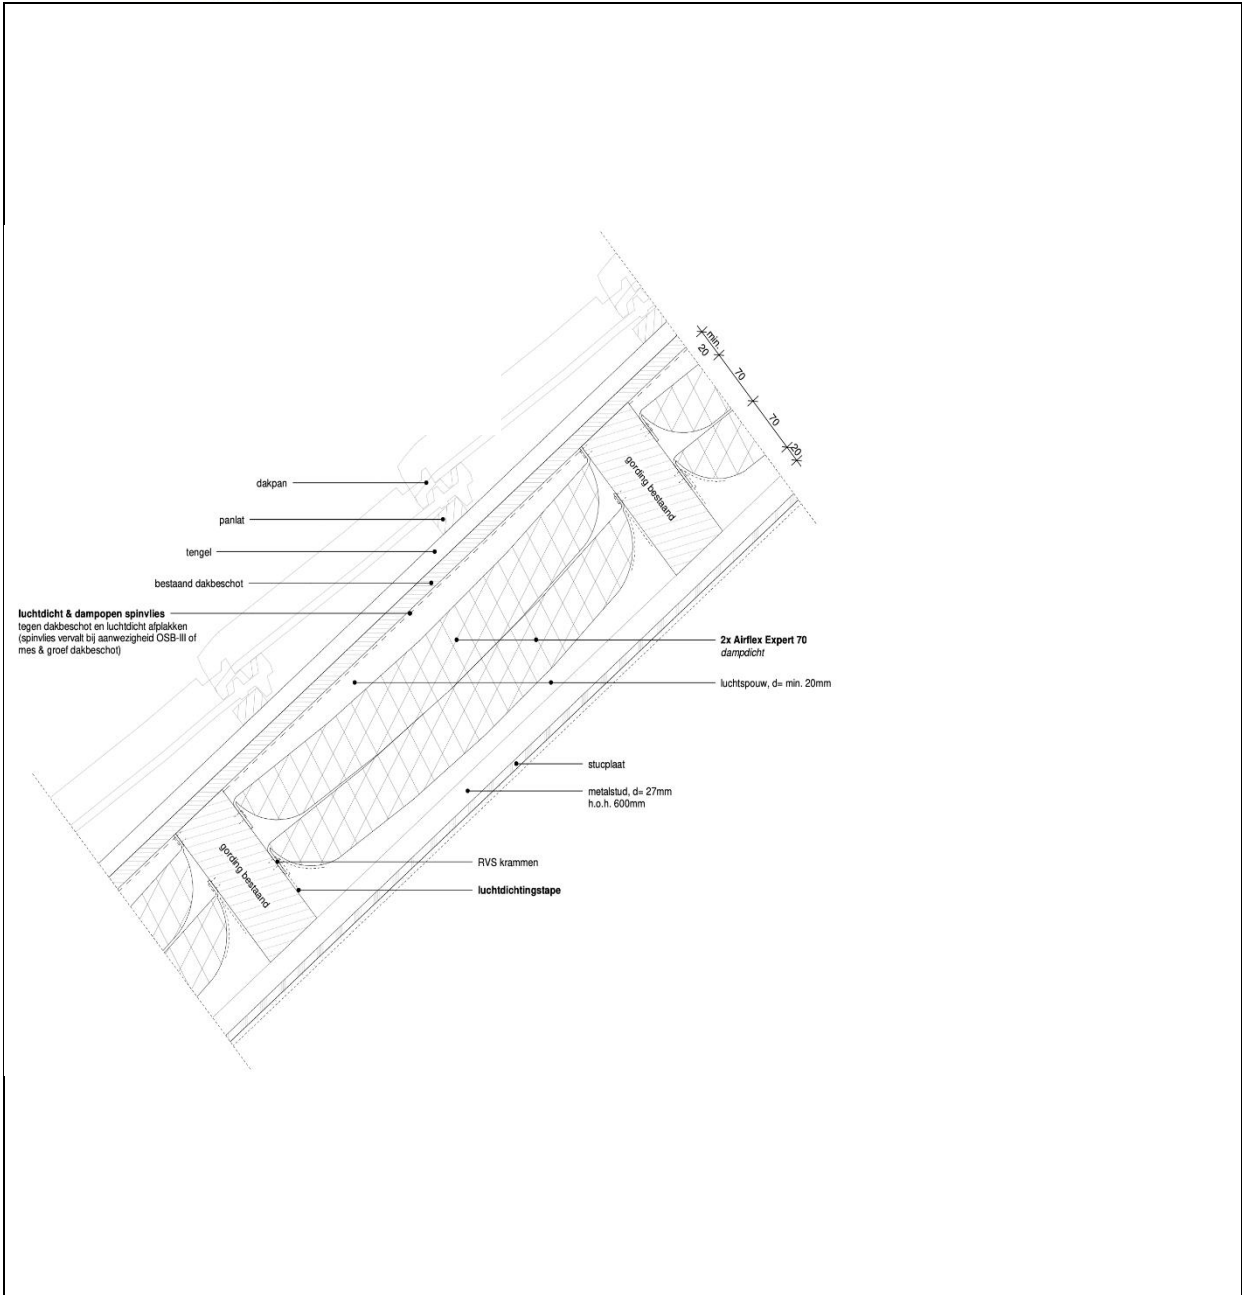 min.
20
70
70
20
gording bestaand
dakpan
panlat
tengel
bestaand dakbeschot
luchtdicht & dampopen spinvlies
tegen dakbeschot en luchtdicht afplakken
(spinvlies vervalt bij aanwezigheid OSB-III of
mes & groef dakbeschot)
2x Airflex Expert 70
dampdicht
luchtspouw, d= min. 20mm
stucplaat
metalstud, d= 27mm
h.o.h. 600mm
gording bestaand
RVS krammen
luchtdichtingstape